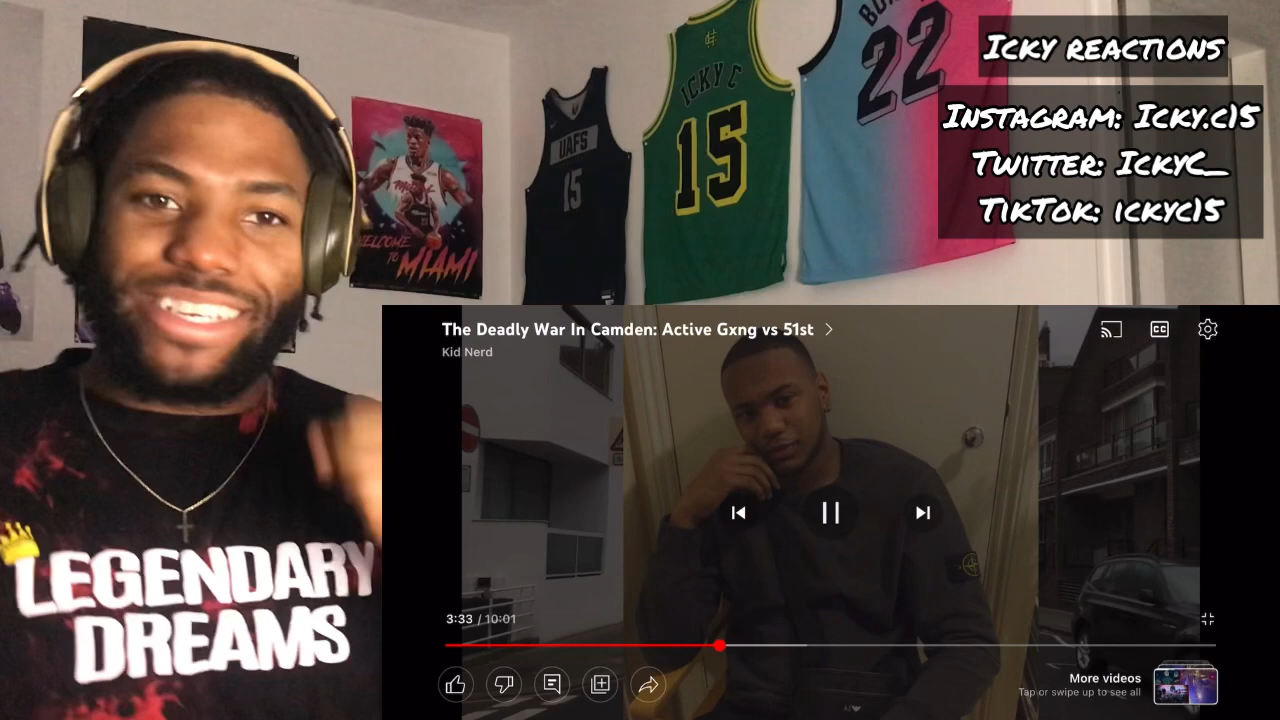 Icky reactions
Instagram: Icky.c15
Twitter: IckyC_
TikTok: ickyc15
UAFS
15
ICKY C
15
22
WELCOME
TO MIAMI
The Deadly War In Camden: Active Gxng vs 51st
Kid Nerd
CC
3:33 / 10:01
More videos
Tap or swipe up to see all
LEGENDARY
DREAMS